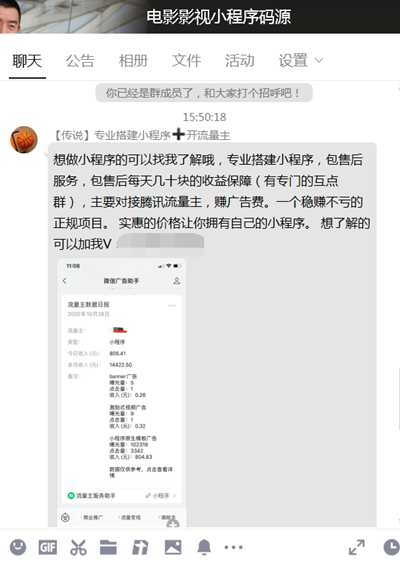 电影影视小程序码源
聊天 公告 相册 文件 活动 设置
你已经是群成员了，和大家打个招呼吧！
15:50:18
【传说】专业搭建小程序➕开流量主
想做小程序的可以找我了解哦，专业搭建小程序，包售后
服务，包售后每天几十块的收益保障（有专门的互点
群），主要对接腾讯流量主，赚广告费。一个稳赚不亏的
正规项目。 实惠的价格让你拥有自己的小程序。 想了解的
可以加我V
11:08
微信广告助手
流量主数据日报
2020年10月28日
流量主:
类型: 小程序
今日收入 (元): 805.41
本月收入 (元): 14422.50
备字: banner广告
曝光量: 5
点击量: 1
收入 (元): 0.26
激励式视频广告
曝光量: 9
点击量: 1
收入 (元): 0.32
小程序原生模板广告
曝光量: 102318
点击量: 3342
收入 (元): 804.83
数据仅供参考，点击查看详
情
流量主服务助手 小程序
商业推广 流量变现
GIF